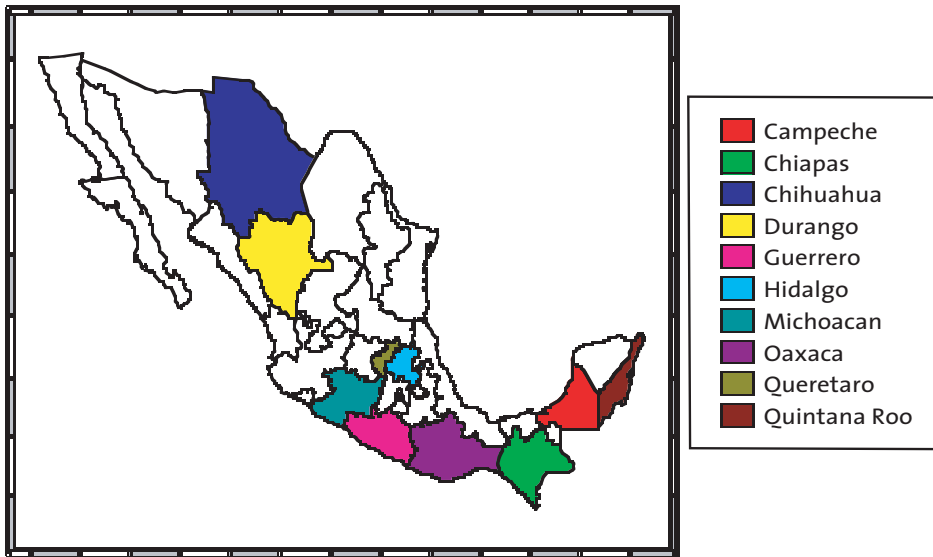 Campeche
Chiapas
Chihuahua
Durango
Guerrero
Hidalgo
Michoacan
Oaxaca
Queretaro
Quintana Roo